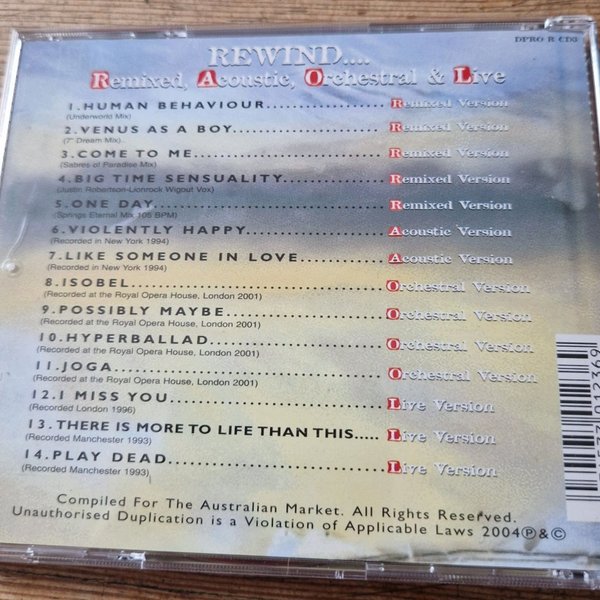 DPRO R CD3
REWIND....
Remixed, Acoustic, Orchestral & Live
1.HUMAN BEHAVIOUR........................ Remixed Version
(Underworld Mix)
2.VENUS AS A BOY........................... Remixed Version
(7" Dream Mix)
3.COME TO ME................................ Remixed Version
(Sabres of Paradise Mix)
4.BIG TIME SENSUALITY.................. Remixed Version
(Justin Robertson-Lionrock Wigout Vox)
5.ONE DAY...................................... Remixed Version
(Springs Eternal Mix 105 BPM)
6.VIOLENTLY HAPPY....................... Acoustic Version
(Recorded in New York 1994)
7.LIKE SOMEONE IN LOVE............... Acoustic Version
(Recorded in New York 1994)
8.ISOBEL......................................... Orchestral Version
(Recorded at the Royal Opera House, London 2001)
9.POSSIBLY MAYBE......................... Orchestral Version
(Recorded at the Royal Opera House, London 2001)
10.HYPERBALLAD............................ Orchestral Version
(Recorded at the Royal Opera House, London 2001)
11.JOGA.......................................... Orchestral Version
(Recorded at the Royal Opera House, London 2001)
12.I MISS YOU................................. Live Version
(Recorded London 1996)
13. THERE IS MORE TO LIFE THAN THIS..... Live Version
(Recorded Manchester 1993)
14.PLAY DEAD................................. Live Version
(Recorded Manchester 1993)
Compiled For The Australian Market. All Rights Reserved.
Unauthorised Duplication is a Violation of Applicable Laws 2004℗&©